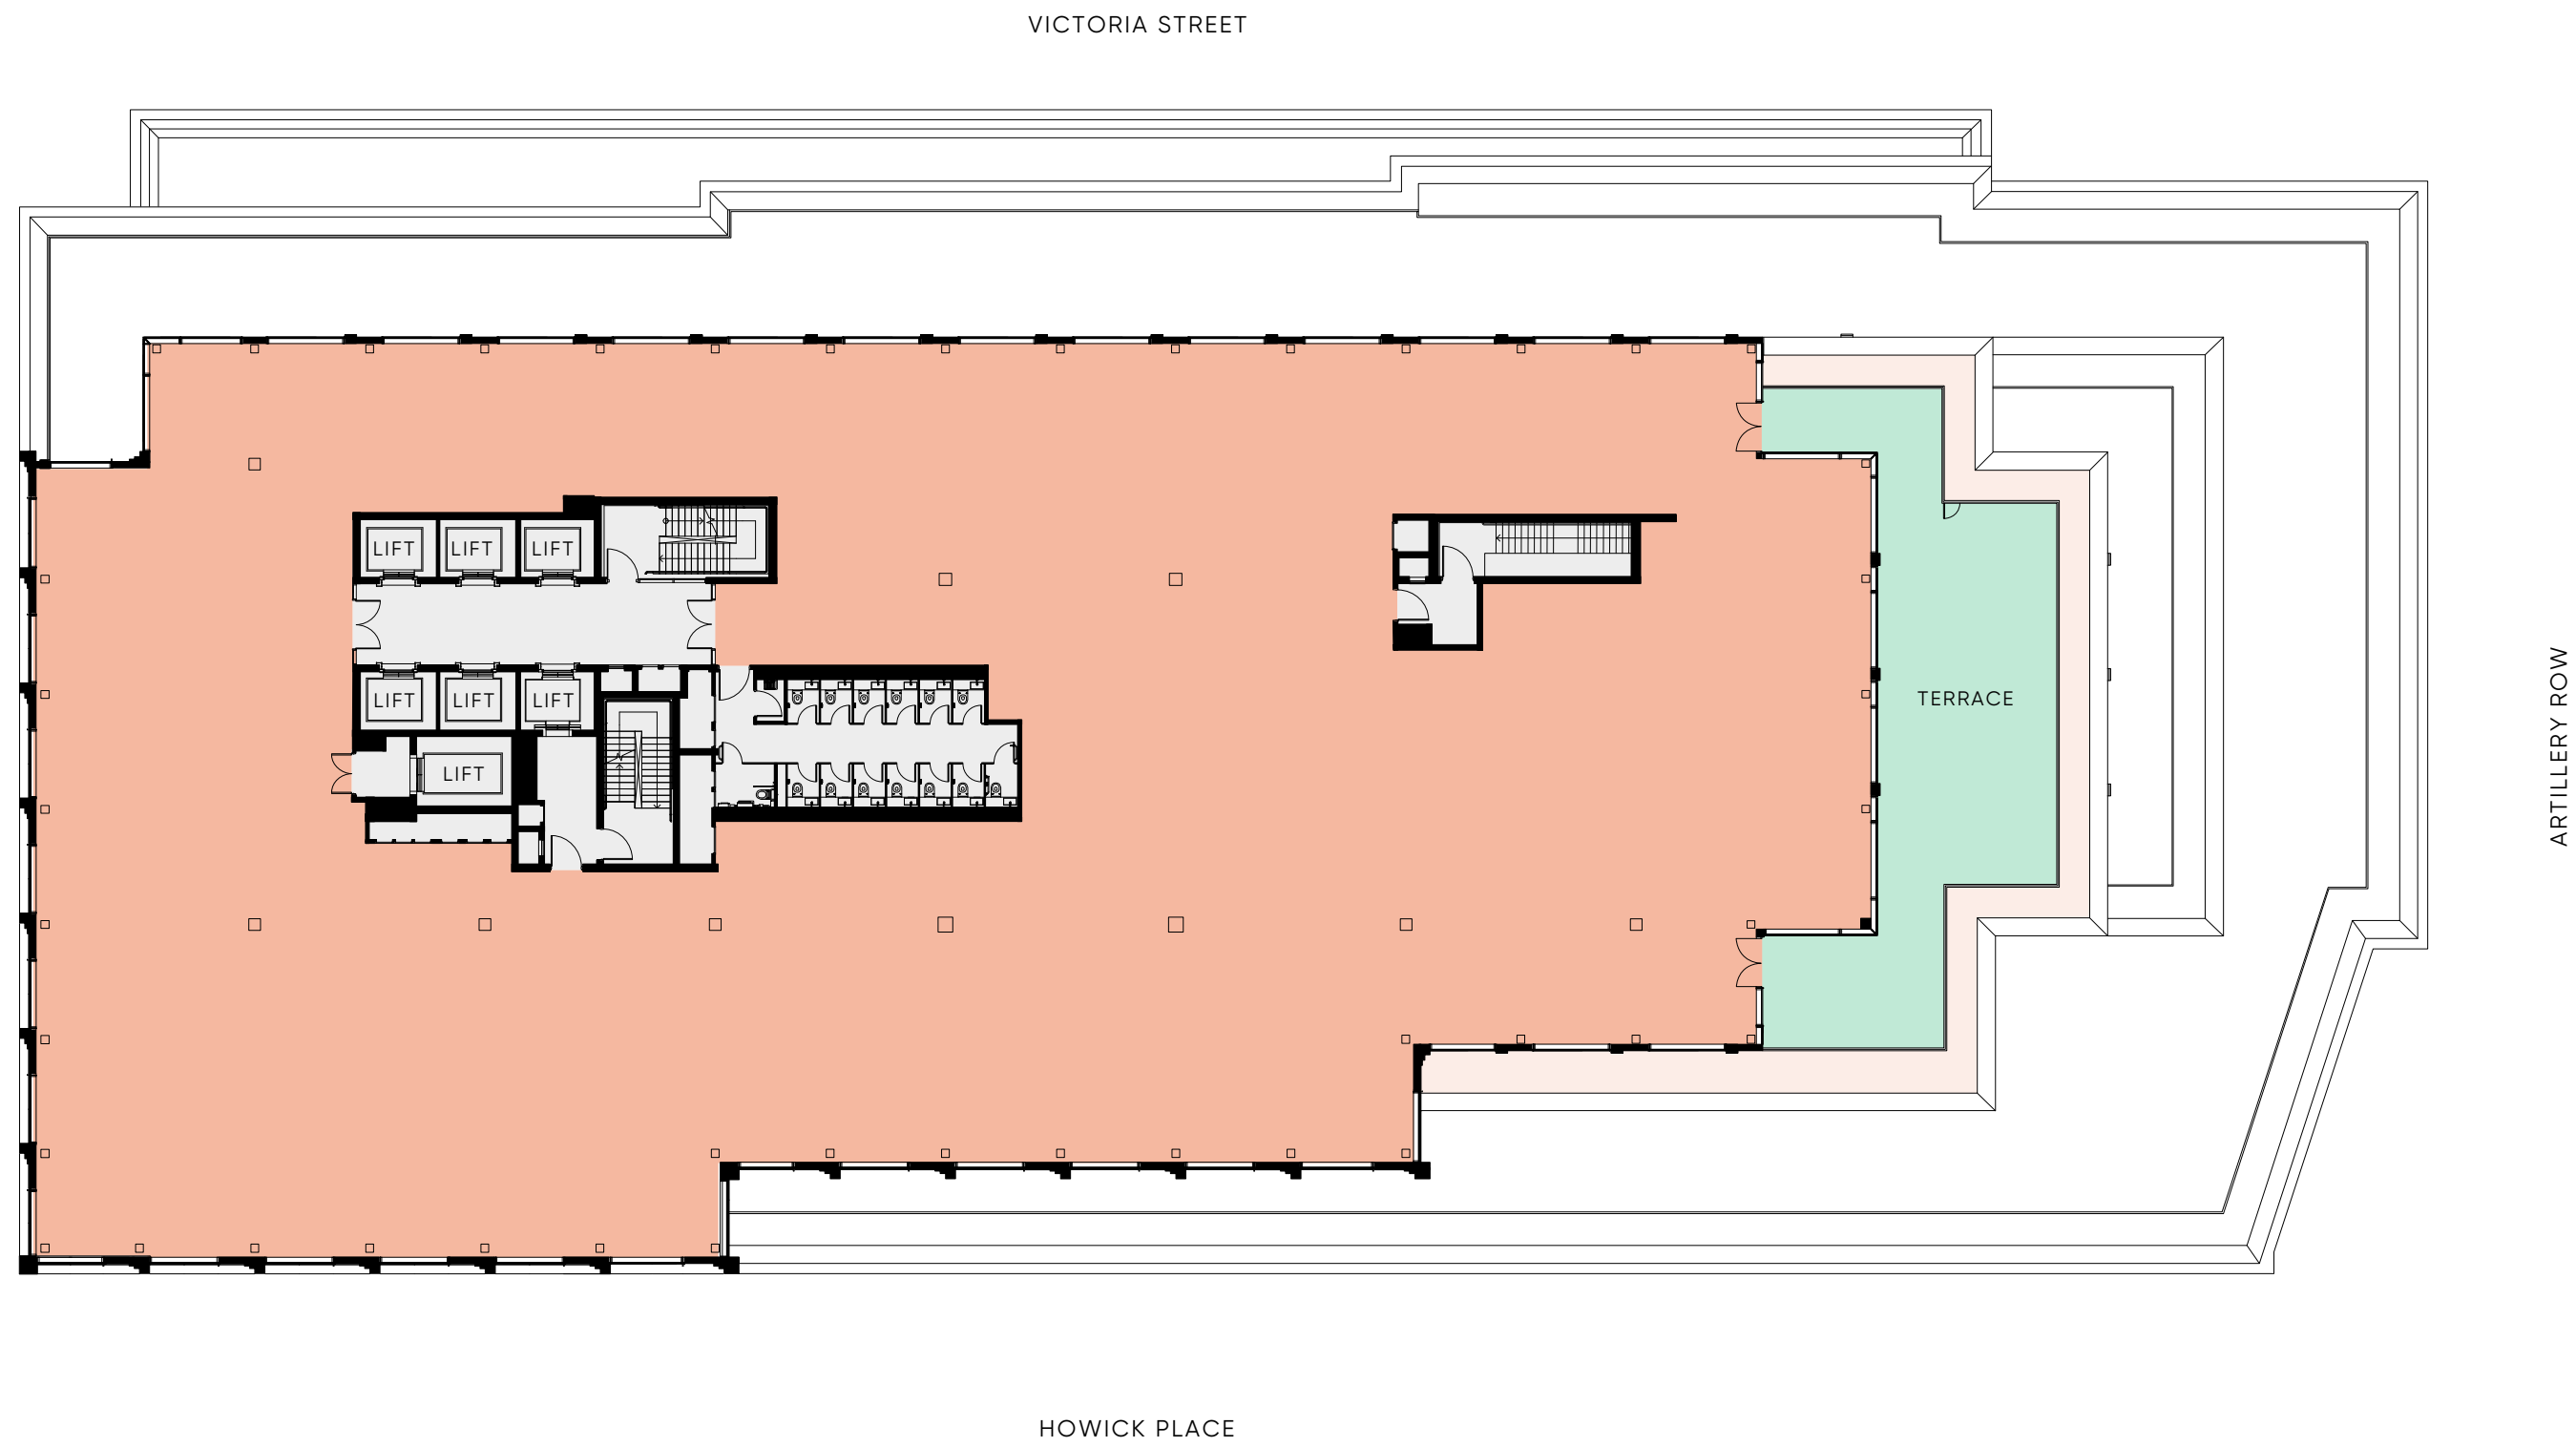 VICTORIA STREET
LIFT
LIFT
LIFT
LIFT
LIFT
LIFT
LIFT
TERRACE
ARTILLERY ROW
HOWICK PLACE